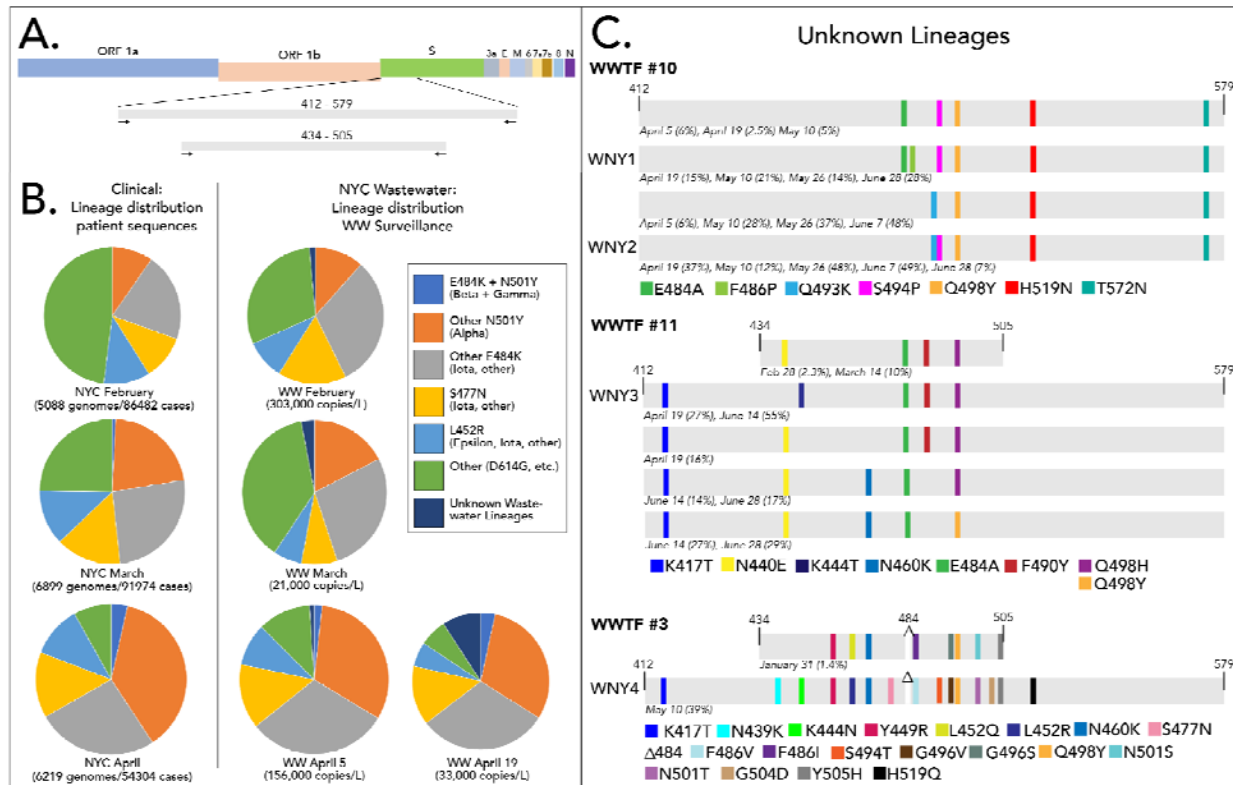 A.
ORF 1a
ORF 1b
S
3a E M 6 7a 7b 8 N
412 - 579
434 - 505
B.
Clinical:
Lineage distribution
patient sequences
NYC Wastewater:
Lineage distribution
WW Surveillance
NYC February
(5088 genomes/86482 cases)
WW February
(303,000 copies/L)
NYC March
(6899 genomes/91974 cases)
WW March
(21,000 copies/L)
NYC April
(6219 genomes/54304 cases)
WW April 5
(156,000 copies/L)
WW April 19
(33,000 copies/L)
E484K + N501Y
(Beta + Gamma)
Other N501Y
(Alpha)
Other E484K
(Iota, other)
S477N
(Iota, other)
L452R
(Epsilon, Iota, other)
Other (D614G, etc.)
Unknown Waste-
water Lineages
C.
Unknown Lineages
WWTF #10
412
579
April 5 (6%), April 19 (2.5%) May 10 (5%)
WNY1
April 19 (15%), May 10 (21%), May 26 (14%), June 28 (28%)
April 5 (6%), May 10 (28%), May 26 (37%), June 7 (48%)
WNY2
April 19 (37%), May 10 (12%), May 26 (48%), June 7 (49%), June 28 (7%)
E484A F486P Q493K S494P Q498Y H519N T572N
WWTF #11
434
505
Feb 28 (2.3%), March 14 (10%)
412
579
WNY3
April 19 (27%), June 14 (55%)
April 19 (16%)
June 14 (14%), June 28 (17%)
June 14 (27%), June 28 (29%)
K417T N440E K444T N460K E484A F490Y Q498H
Q498Y
WWTF #3
434
484
505
Δ
January 31 (1.4%)
412
579
Δ
WNY4
May 10 (39%)
K417T N439K K444N Y449R L452Q L452R N460K S477N
Δ484 F486V F486I S494T G496V G496S Q498Y N501S
N501T G504D Y505H H519Q